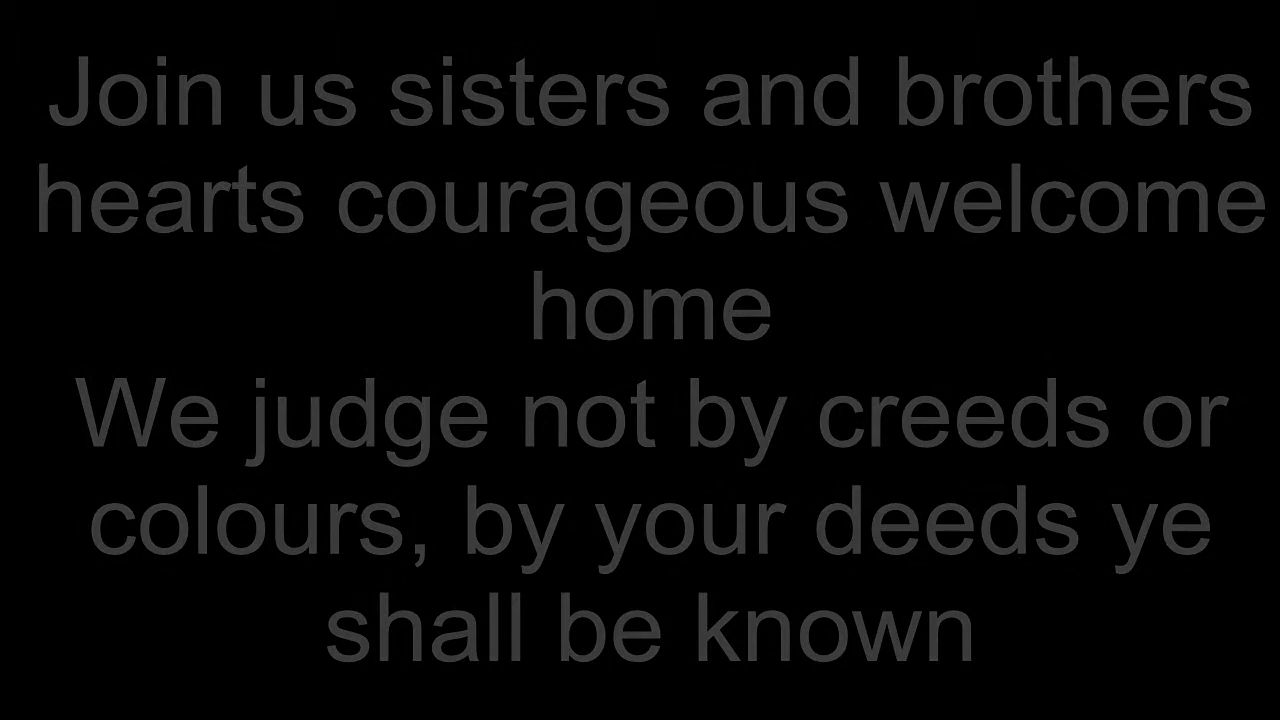 Join us sisters and brothers
hearts courageous welcome
home
We judge not by creeds or
colours, by your deeds ye
shall be known